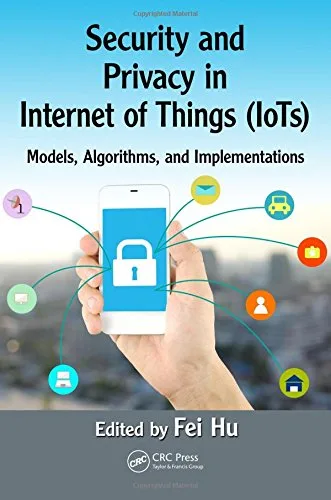 Security and
Privacy in
Internet of Things (IoTs)
Models, Algorithms, and Implementations
Edited by Fei Hu
CRC
CRC Press
Taylor & Francis Group